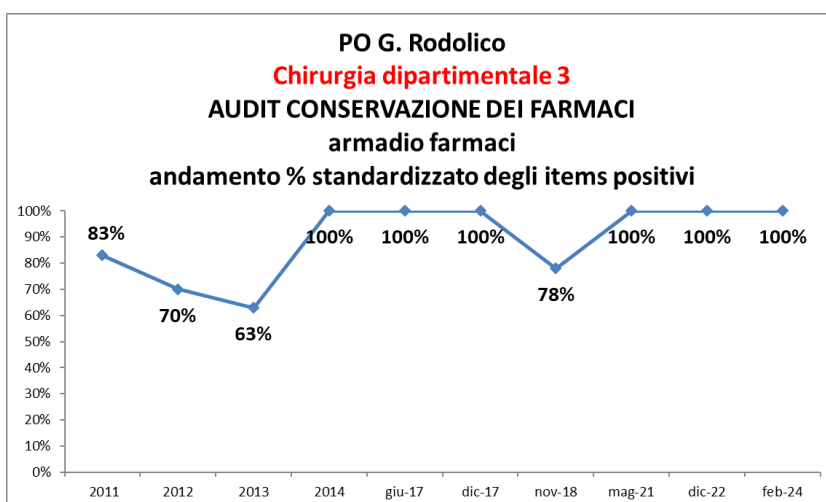 PO G. Rodolico
Chirurgia dipartimentale 3
AUDIT CONSERVAZIONE DEI FARMACI
armadio farmaci
andamento % standardizzato degli items positivi
100%
90%
80%
70%
60%
50%
40%
30%
20%
10%
0%
83%
70%
63%
100%
100%
100%
78%
100%
100%
100%
2011
2012
2013
2014
giu-17
dic-17
nov-18
mag-21
dic-22
feb-24